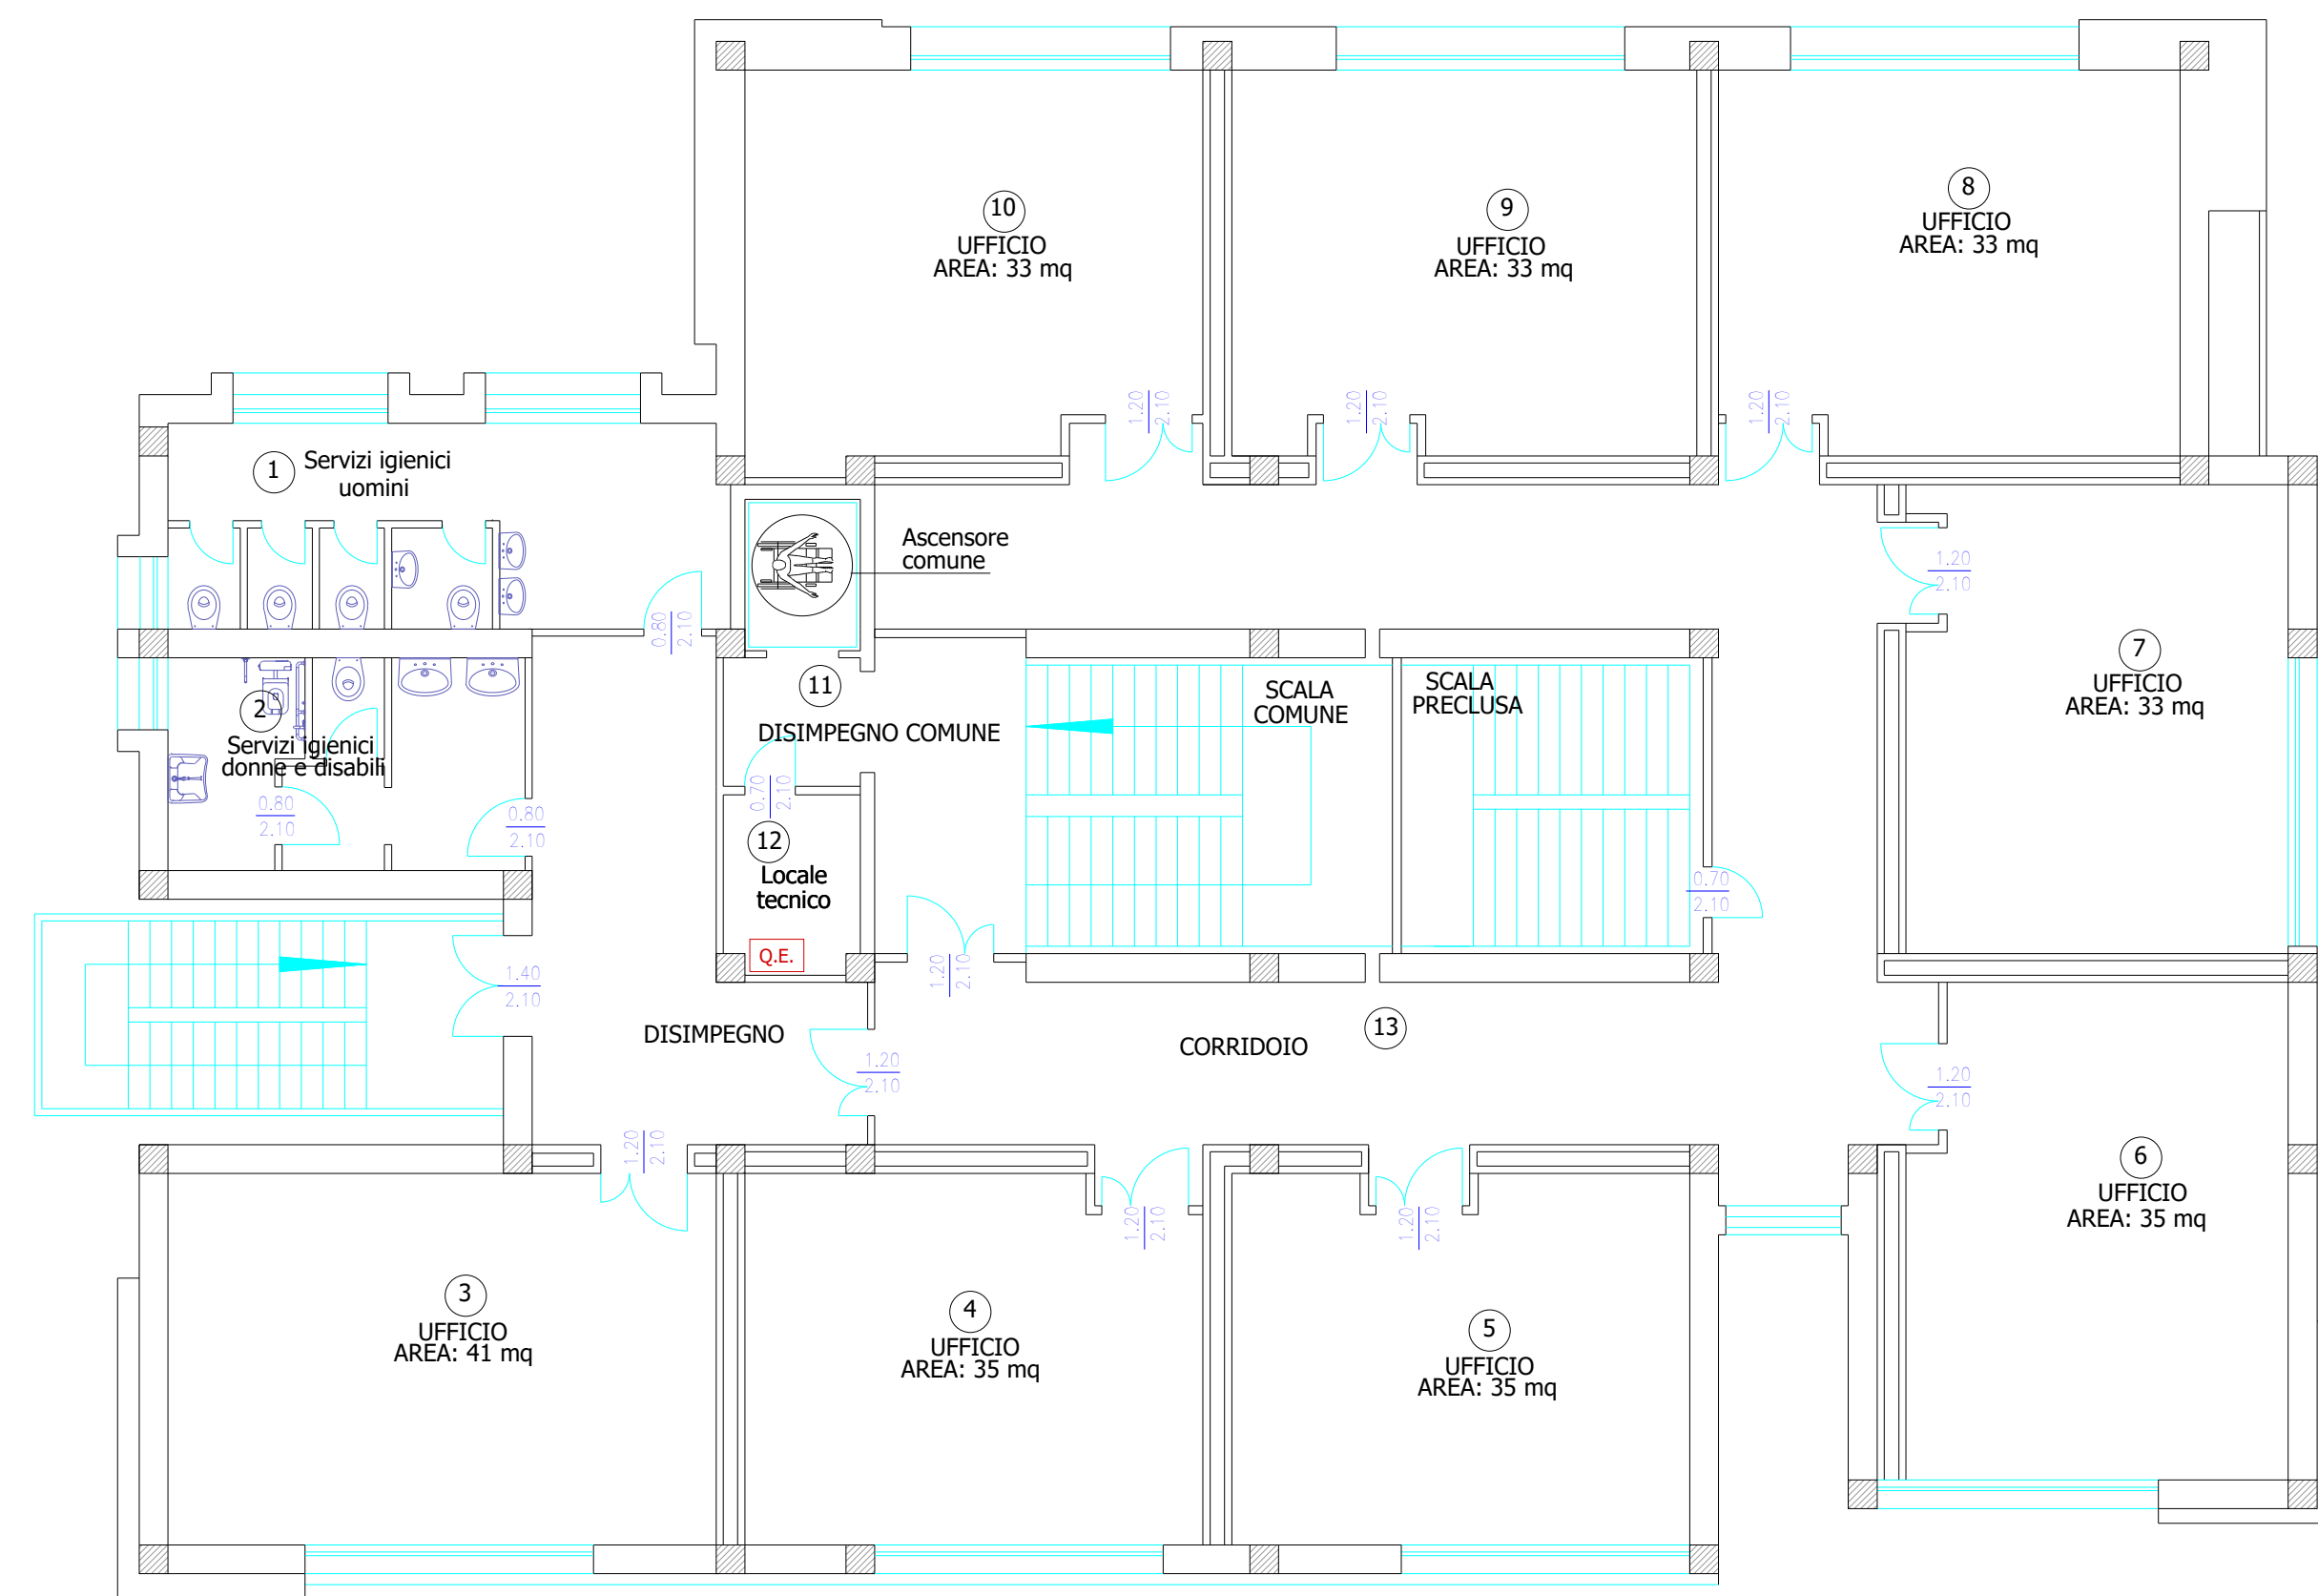 10
UFFICIO
AREA: 33 mq
9
UFFICIO
AREA: 33 mq
8
UFFICIO
AREA: 33 mq
1.20
2.10
1.20
2.10
1.20
2.10
1
Servizi igienici
uomini
Ascensore
comune
1.20
2.10
0.80
2.10
7
UFFICIO
AREA: 33 mq
11
DISIMPEGNO COMUNE
SCALA
COMUNE
SCALA
PRECLUSA
2
Servizi igienici
donne e disabili
0.80
2.10
0.80
2.10
0.70
2.10
12
Locale
tecnico
Q.E.
0.70
2.10
1.40
2.10
1.20
2.10
DISIMPEGNO
13
CORRIDOIO
1.20
2.10
1.20
2.10
1.20
2.10
1.20
2.10
1.20
2.10
6
UFFICIO
AREA: 35 mq
3
UFFICIO
AREA: 41 mq
4
UFFICIO
AREA: 35 mq
5
UFFICIO
AREA: 35 mq